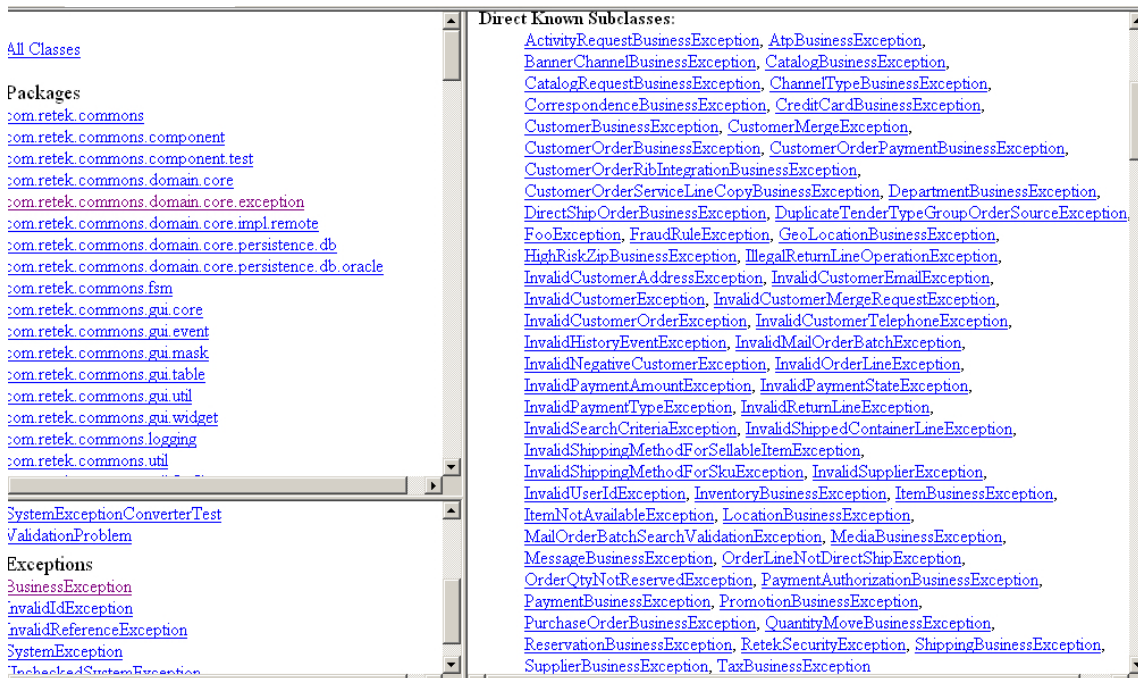 All Classes
Packages
com.retek.commons
com.retek.commons.component
com.retek.commons.component.test
com.retek.commons.domain.core
com.retek.commons.domain.core.exception
com.retek.commons.domain.core.impl.remote
com.retek.commons.domain.core.persistence.db
com.retek.commons.domain.core.persistence.db.oracle
com.retek.commons.fsm
com.retek.commons.gui.core
com.retek.commons.gui.event
com.retek.commons.gui.mask
com.retek.commons.gui.table
com.retek.commons.gui.util
com.retek.commons.gui.widget
com.retek.commons.logging
com.retek.commons.util
SystemExceptionConverterTest
ValidationProblem
Exceptions
BusinessException
InvalidIdException
InvalidReferenceException
SystemException
UncheckedSystemException
Direct Known Subclasses:
ActivityRequestBusinessException, AtpBusinessException,
BannerChannelBusinessException, CatalogBusinessException,
CatalogRequestBusinessException, ChannelTypeBusinessException,
CorrespondenceBusinessException, CreditCardBusinessException,
CustomerBusinessException, CustomerMergeException,
CustomerOrderBusinessException, CustomerOrderPaymentBusinessException,
CustomerOrderRibIntegrationBusinessException,
CustomerOrderServiceLineCopyBusinessException, DepartmentBusinessException,
DirectShipOrderBusinessException, DuplicateTenderTypeGroupOrderSourceException,
FooException, FraudRuleException, GeoLocationBusinessException,
HighRiskZipBusinessException, IllegalReturnLineOperationException,
InvalidCustomerAddressException, InvalidCustomerEmailException,
InvalidCustomerException, InvalidCustomerMergeRequestException,
InvalidCustomerOrderException, InvalidCustomerTelephoneException,
InvalidHistoryEventException, InvalidMailOrderBatchException,
InvalidNegativeCustomerException, InvalidOrderLineException,
InvalidPaymentAmountException, InvalidPaymentStateException,
InvalidPaymentTypeException, InvalidReturnLineException,
InvalidSearchCriteriaException, InvalidShippedContainerLineException,
InvalidShippingMethodForSellableItemException,
InvalidShippingMethodForSkuException, InvalidSupplierException,
InvalidUserIdException, InventoryBusinessException, ItemBusinessException,
ItemNotAvailableException, LocationBusinessException,
MailOrderBatchSearchValidationException, MediaBusinessException,
MessageBusinessException, OrderLineNotDirectShipException,
OrderQtyNotReservedException, PaymentAuthorizationBusinessException,
PaymentBusinessException, PromotionBusinessException,
PurchaseOrderBusinessException, QuantityMoveBusinessException,
ReservationBusinessException, RetekSecurityException, ShippingBusinessException,
SupplierBusinessException, TaxBusinessException